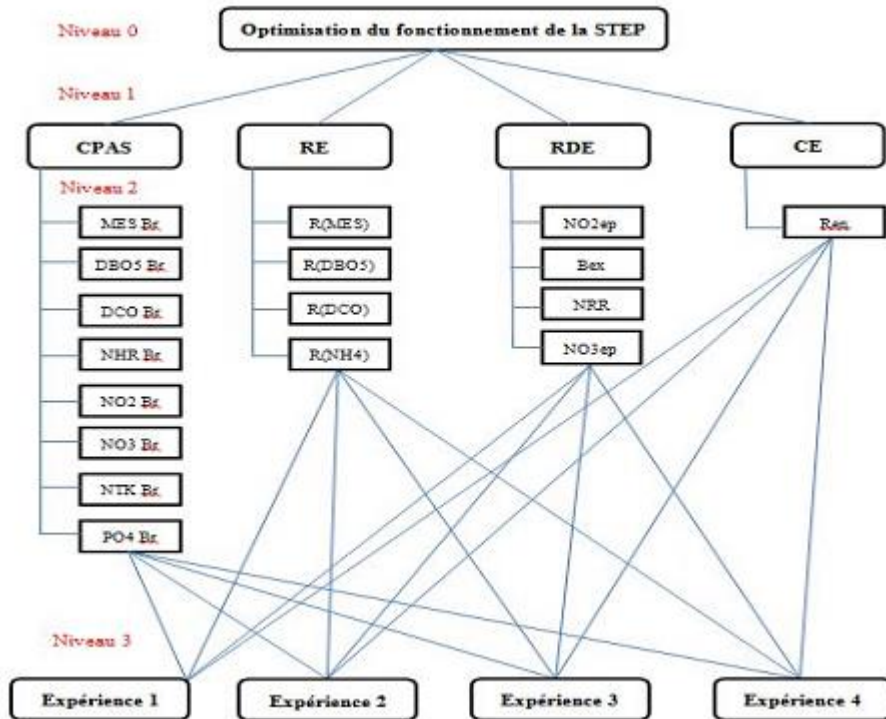 Niveau 0
Optimisation du fonctionnement de la STEP
Niveau 1
CPAS
RE
RDE
CE
Niveau 2
MES Br.
DBO5 Br.
DCO Br.
NHR Br.
NO2 Br.
NO3 Br.
NTK Br.
PO4 Br.
R(MES)
R(DBO5)
R(DCO)
R(NH4)
NO2ep
Bex
NRR
NO3ep
Ren
Niveau 3
Expérience 1
Expérience 2
Expérience 3
Expérience 4